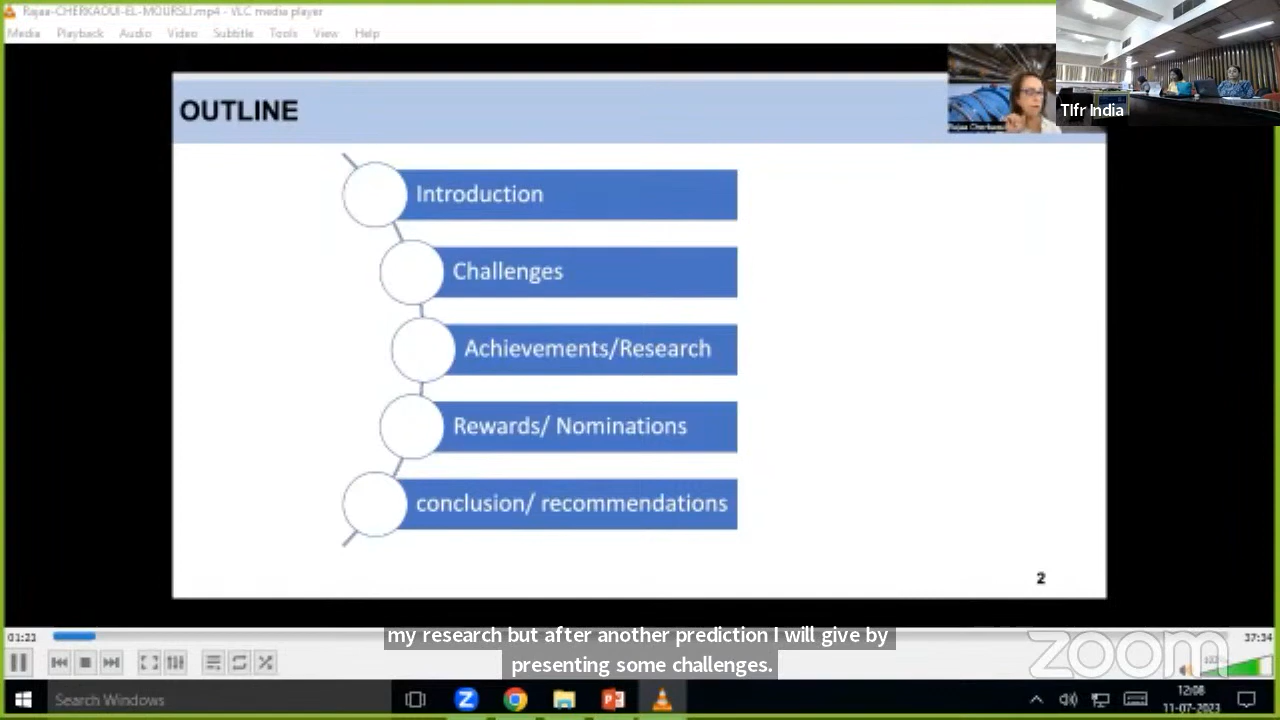 Rajaa-CHERKAOUI-EL-MOURSLI.mp4 - VLC media player
Media Playback Audio Video Subtitle Tools View Help
TIfr India
OUTLINE
Rajaa Cherkaoui
Introduction
Challenges
Achievements/Research
Rewards/ Nominations
conclusion/ recommendations
2
01:23
37:34
my research but after another prediction I will give by
presenting some challenges.
zoom
Search Windows
12:08
11-07-2023